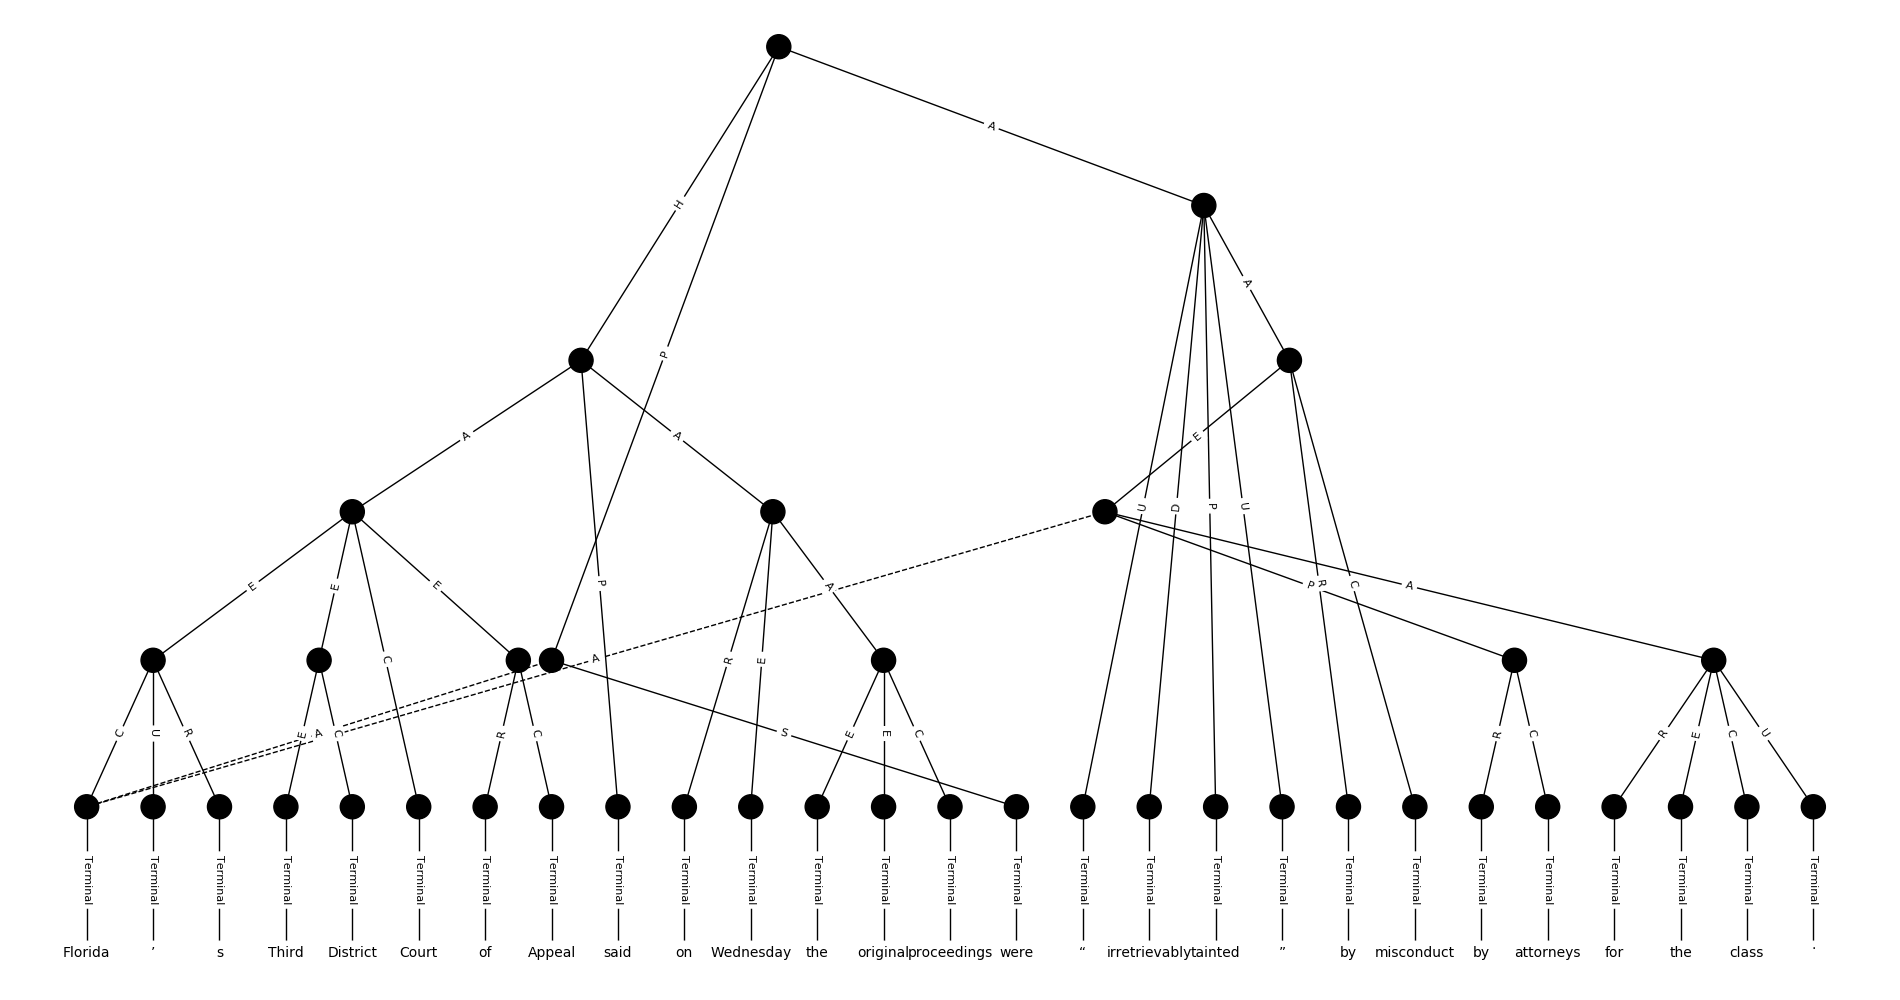 A
H
P
A
A
A
E
U
D
P
U
E
E
C
E
P
A
R
C
P
A
A
R
E
C
U
R
E
A
C
R
C
S
E
E
C
R
C
R
E
C
U
Terminal Terminal Terminal Terminal Terminal Terminal Terminal Terminal Terminal Terminal Terminal Terminal Terminal Terminal Terminal Terminal Terminal Terminal Terminal Terminal Terminal Terminal Terminal Terminal Terminal Terminal Terminal
Florida ’ s Third District Court of Appeal said on Wednesday the original proceedings were “ irretrievably tainted ” by misconduct by attorneys for the class .